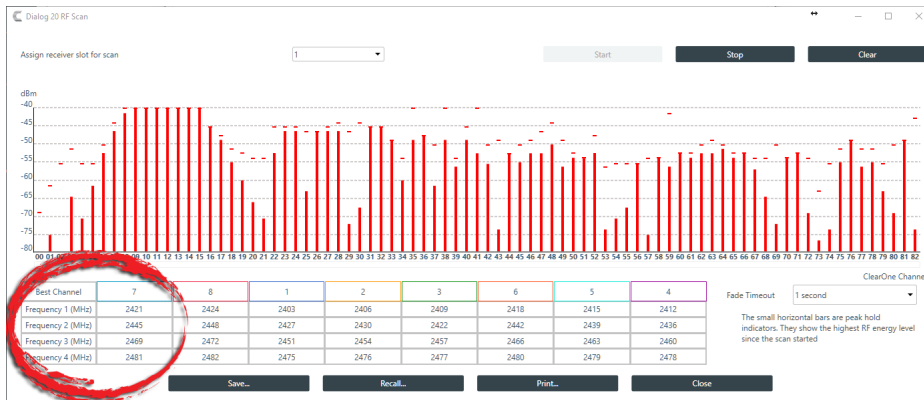 Dialog 20 RF Scan
Assign receiver slot for scan 1 Start Stop Clear
dBm
-40
-45
-50
-55
-60
-65
-70
-75
-80
00 01 02 08 09 10 11 12 13 14 15 16 17 18 19 20 21 22 23 24 25 26 27 28 29 30 31 32 33 34 35 36 37 38 39 40 41 42 43 44 45 46 47 48 49 50 51 52 53 54 55 56 57 58 59 60 61 62 63 64 65 66 67 68 69 70 71 72 73 74 75 76 77 78 79 80 81 82
ClearOne Channel
Best Channel 7 8 1 2 3 6 5 4
Frequency 1 (MHz) 2421 2424 2403 2406 2409 2418 2415 2412
Frequency 2 (MHz) 2445 2448 2427 2430 2422 2442 2439 2436
Frequency 3 (MHz) 2469 2472 2451 2454 2457 2466 2463 2460
Frequency 4 (MHz) 2481 2482 2475 2476 2477 2480 2479 2478
Fade Timeout 1 second
The small horizontal bars are peak hold
indicators. They show the highest RF energy level
since the scan started
Save... Recall... Print... Close